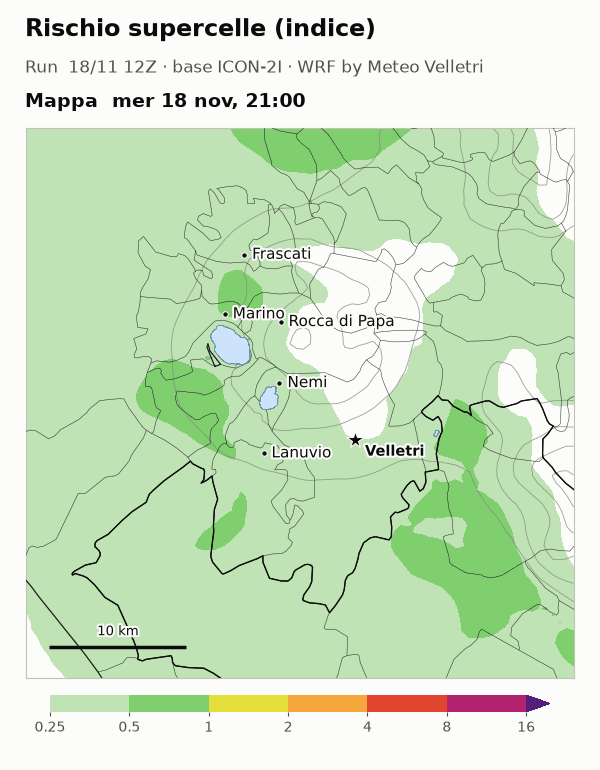 Rischio supercelle (indice)
Run  18/11 12Z · base ICON-2I · WRF by Meteo Velletri
Mappa  mer 18 nov, 21:00
Frascati
Marino
Rocca di Papa
Nemi
Velletri
Lanuvio
10 km
0.25 0.5 1 2 4 8 16